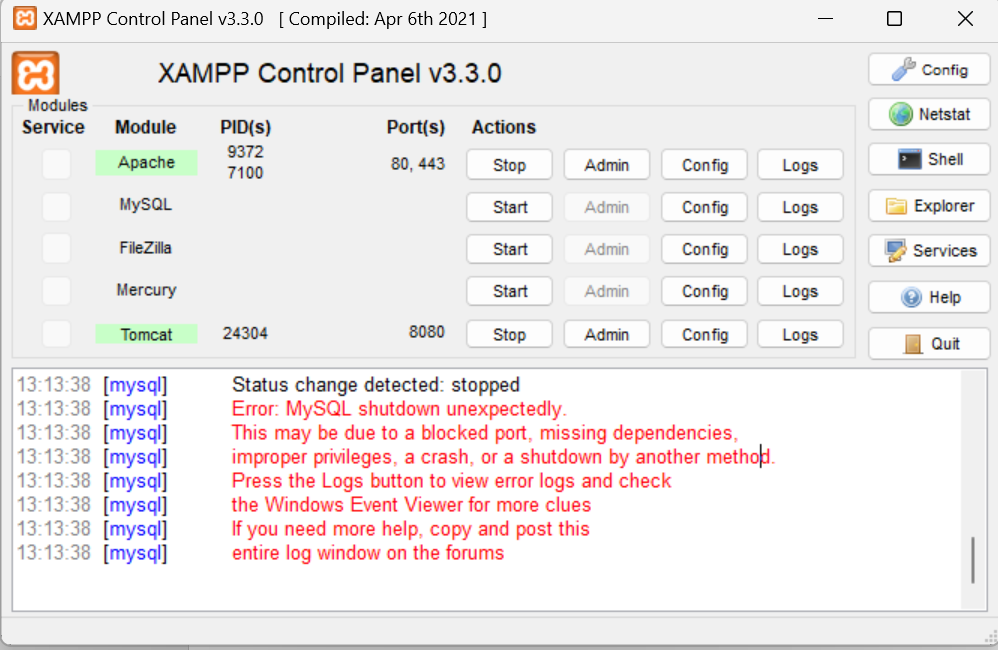 XAMPP Control Panel v3.3.0 [ Compiled: Apr 6th 2021 ]
XAMPP Control Panel v3.3.0
Config
Modules
Service Module PID(s) Port(s) Actions
Netstat
Apache 9372 7100 80, 443 Stop Admin Config Logs
Shell
MySQL Start Admin Config Logs
Explorer
FileZilla Start Admin Config Logs
Services
Mercury Start Admin Config Logs
Help
Tomcat 24304 8080 Stop Admin Config Logs
Quit
13:13:38 [mysql] Status change detected: stopped
13:13:38 [mysql] Error: MySQL shutdown unexpectedly.
13:13:38 [mysql] This may be due to a blocked port, missing dependencies,
13:13:38 [mysql] improper privileges, a crash, or a shutdown by another method.
13:13:38 [mysql] Press the Logs button to view error logs and check
13:13:38 [mysql] the Windows Event Viewer for more clues
13:13:38 [mysql] If you need more help, copy and post this
13:13:38 [mysql] entire log window on the forums